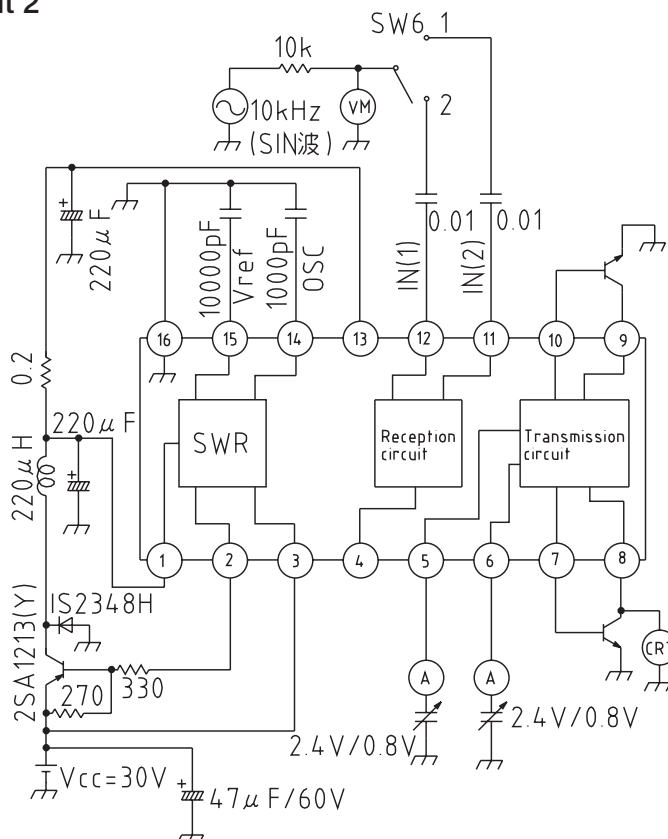 SW6 1
10k
VM
2
10kHz
(SIN波)
+
220μF
10000pF
Vref
1000pF
OSC
0.01
0.01
IN(1)
IN(2)
16
15
14
13
12
11
10
9
0.2
220μF
+
220μH
SWR
Reception
circuit
Transmission
circuit
1
2
3
4
5
6
7
8
IS2348H
2SA1213(Y)
330
270
A
A
2.4V/0.8V
2.4V/0.8V
Vcc=30V
+
47μF/60V